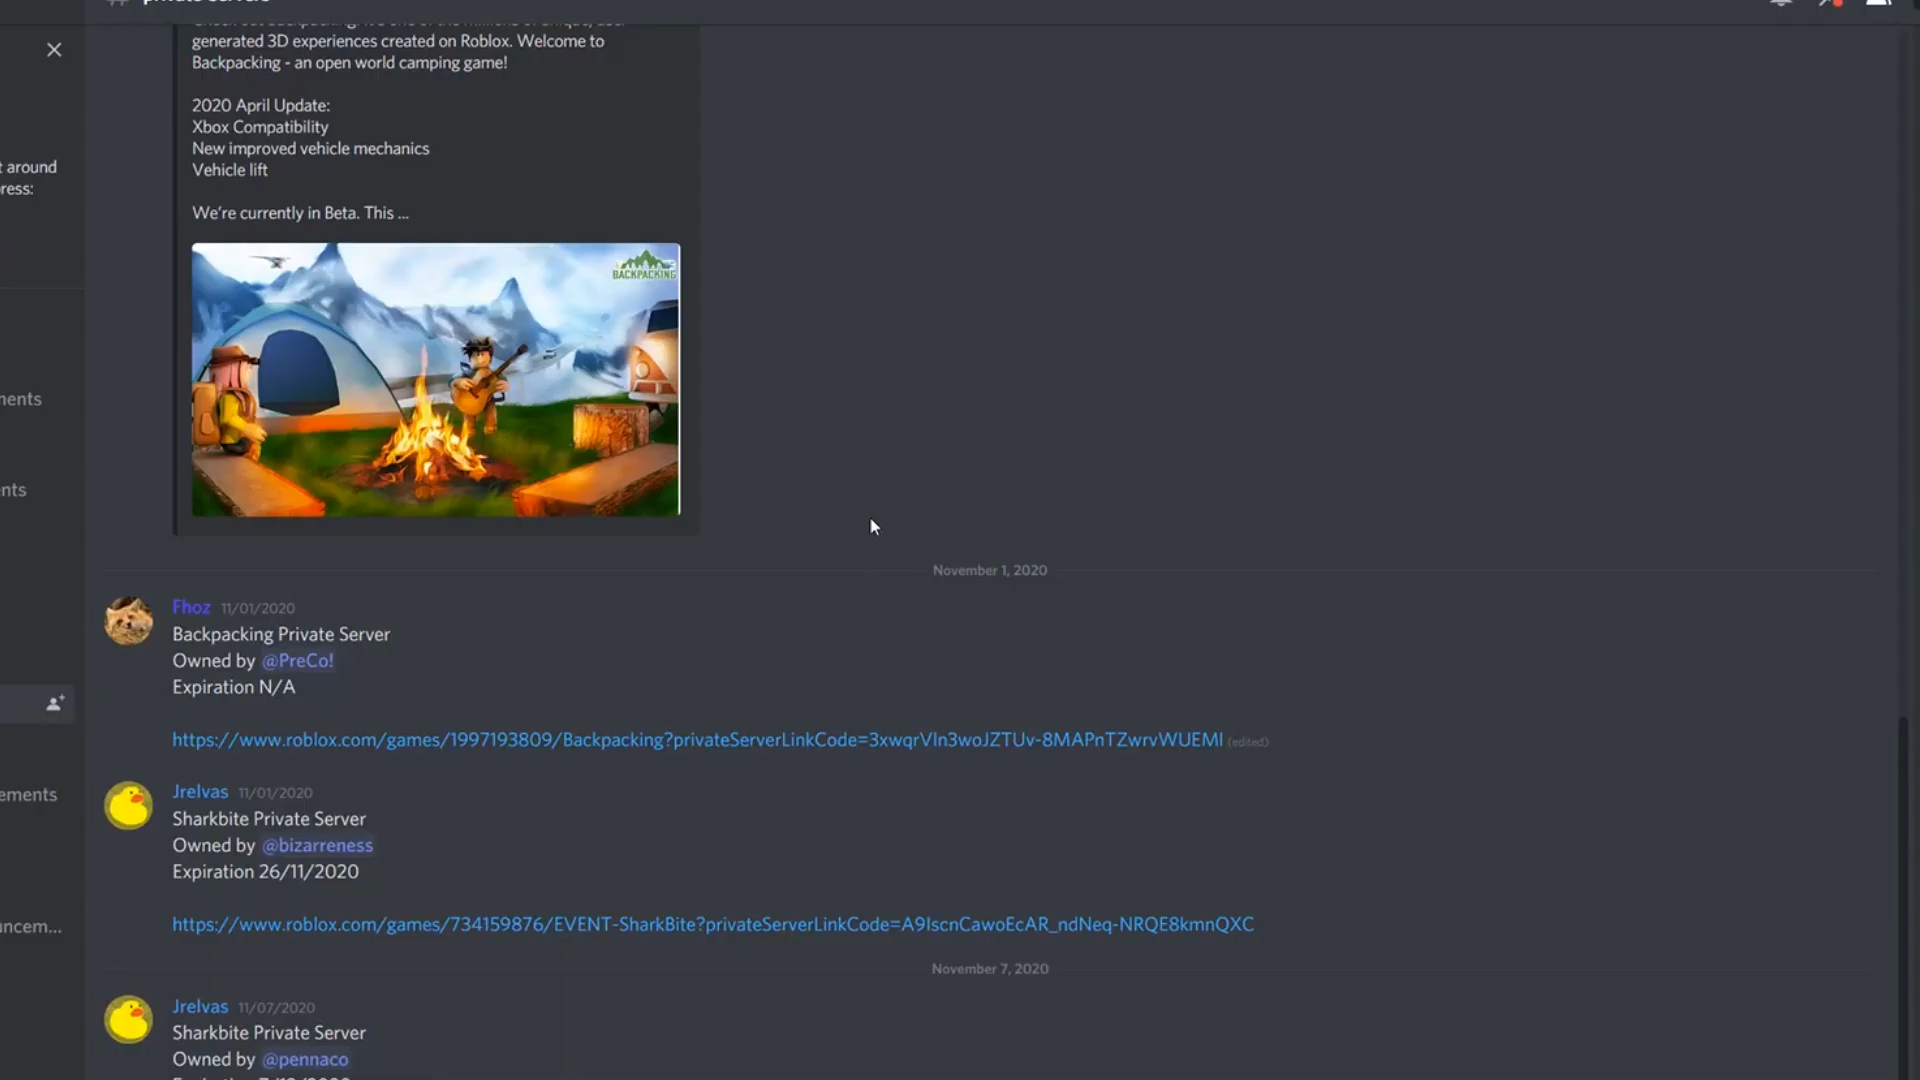 generated 3D experiences created on Roblox. Welcome to
Backpacking - an open world camping game!
2020 April Update:
Xbox Compatibility
New improved vehicle mechanics
Vehicle lift
We're currently in Beta. This ...
BACKPACKING
t around
ress:
nents
nts
ements
uncem...
November 1, 2020
Fhoz 11/01/2020
Backpacking Private Server
Owned by @PreCo!
Expiration N/A
https://www.roblox.com/games/1997193809/Backpacking?privateServerLinkCode=3xwqrVIn3woJZTUv-8MAPnTZwrvWUEMI (edited)
Jrelvas 11/01/2020
Sharkbite Private Server
Owned by @bizarreness
Expiration 26/11/2020
https://www.roblox.com/games/734159876/EVENT-SharkBite?privateServerLinkCode=A9IscnCawoEcAR_ndNeq-NRQE8kmnQXC
November 7, 2020
Jrelvas 11/07/2020
Sharkbite Private Server
Owned by @pennaco